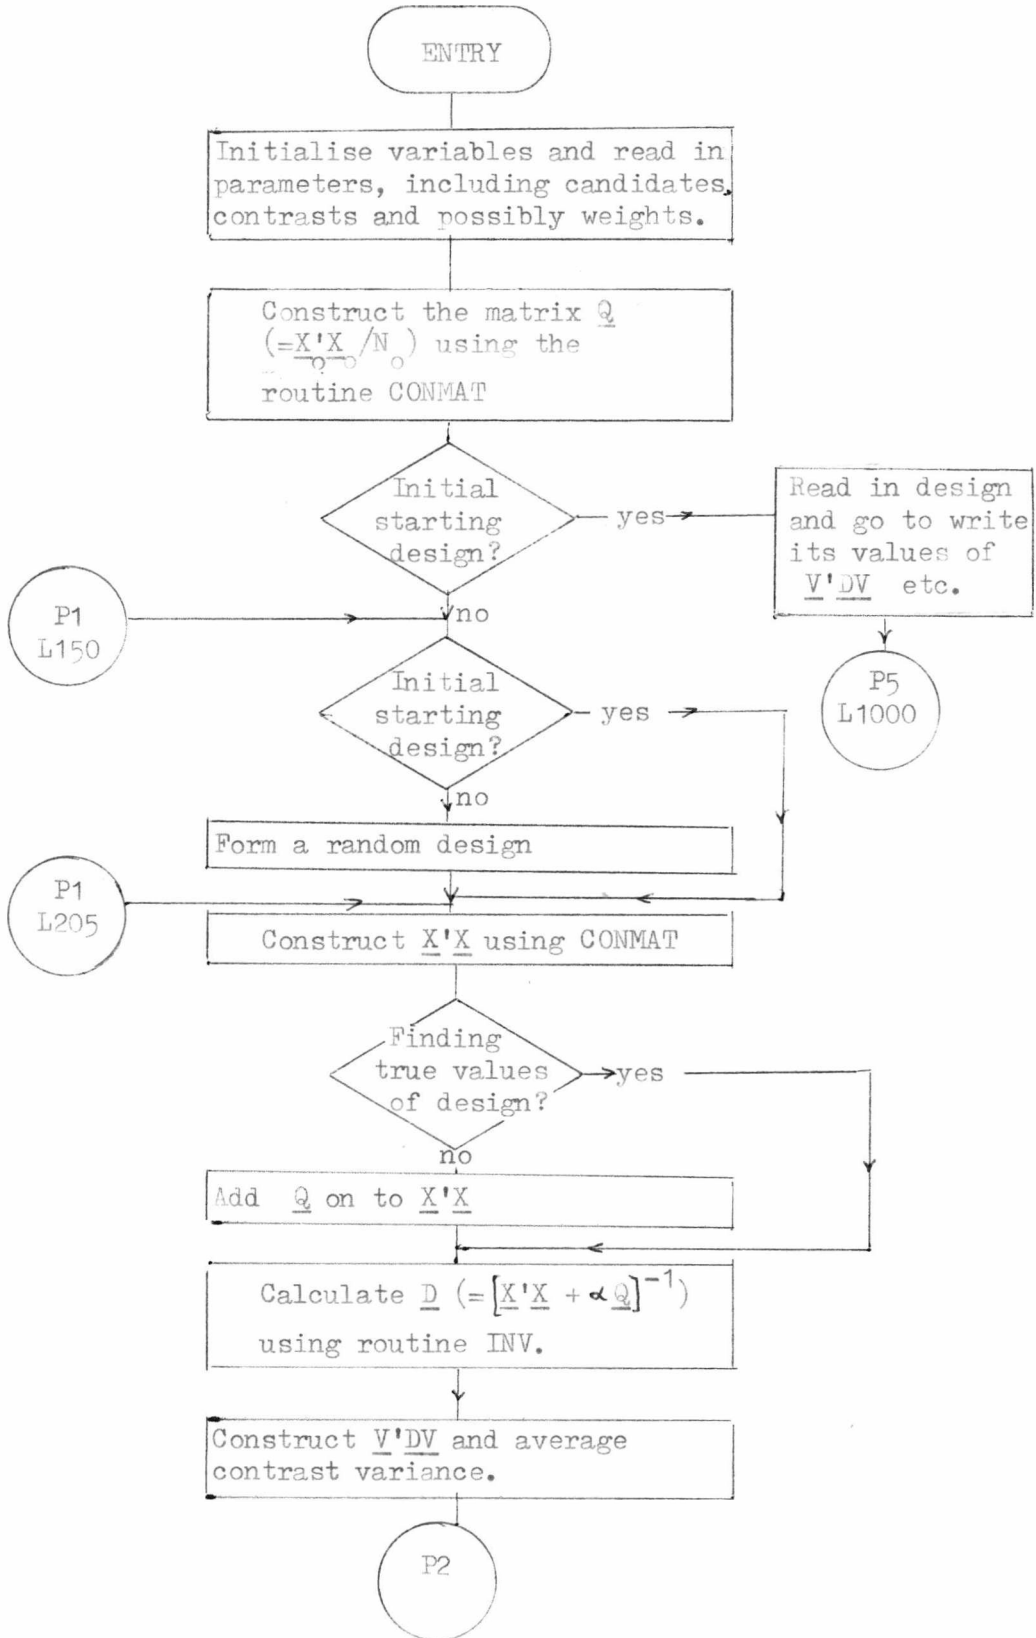 ENTRY
Initialise variables and read in
parameters, including candidates,
contrasts and possibly weights.
Construct the matrix Q
(=X'X /N ) using the
o o o
routine CONMAT
Initial
starting
design?
yes
Read in design
and go to write
its values of
V'DV etc.
no
P1
L150
P5
L1000
Initial
starting
design?
yes
no
Form a random design
P1
L205
Construct X'X using CONMAT
Finding
true values
of design?
yes
no
Add Q on to X'X
Calculate D (=[X'X + α Q]^-1)
using routine INV.
Construct V'DV and average
contrast variance.
P2